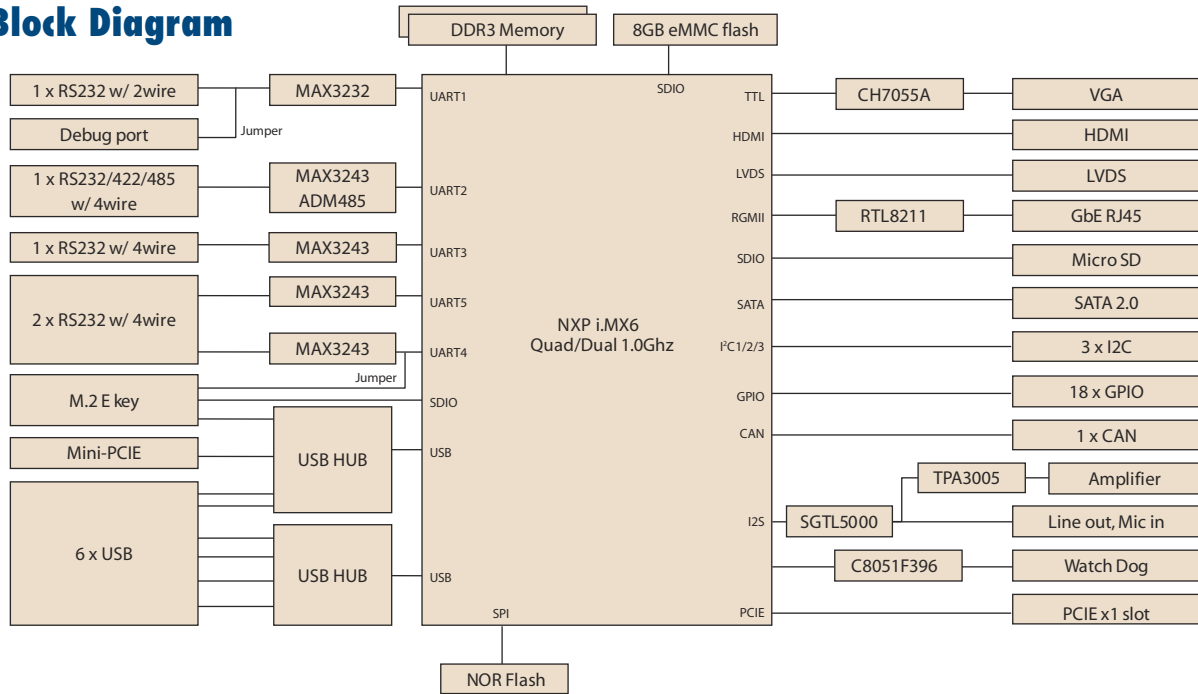 Block Diagram
DDR3 Memory
8GB eMMC flash
1 x RS232 w/ 2wire
Debug port
1 x RS232/422/485
w/ 4wire
1 x RS232 w/ 4wire
2 x RS232 w/ 4wire
M.2 E key
Mini-PCIE
6 x USB
Jumper
MAX3232
MAX3243
ADM485
MAX3243
MAX3243
MAX3243
Jumper
USB HUB
USB HUB
UART1
UART2
UART3
UART5
UART4
SDIO
USB
USB
SPI
SDIO
NXP i.MX6
Quad/Dual 1.0Ghz
TTL
HDMI
LVDS
RGMII
SDIO
SATA
I²C1/2/3
GPIO
CAN
I2S
PCIE
CH7055A
RTL8211
TPA3005
SGTL5000
C8051F396
VGA
HDMI
LVDS
GbE RJ45
Micro SD
SATA 2.0
3 x I2C
18 x GPIO
1 x CAN
Amplifier
Line out, Mic in
Watch Dog
PCIE x1 slot
NOR Flash